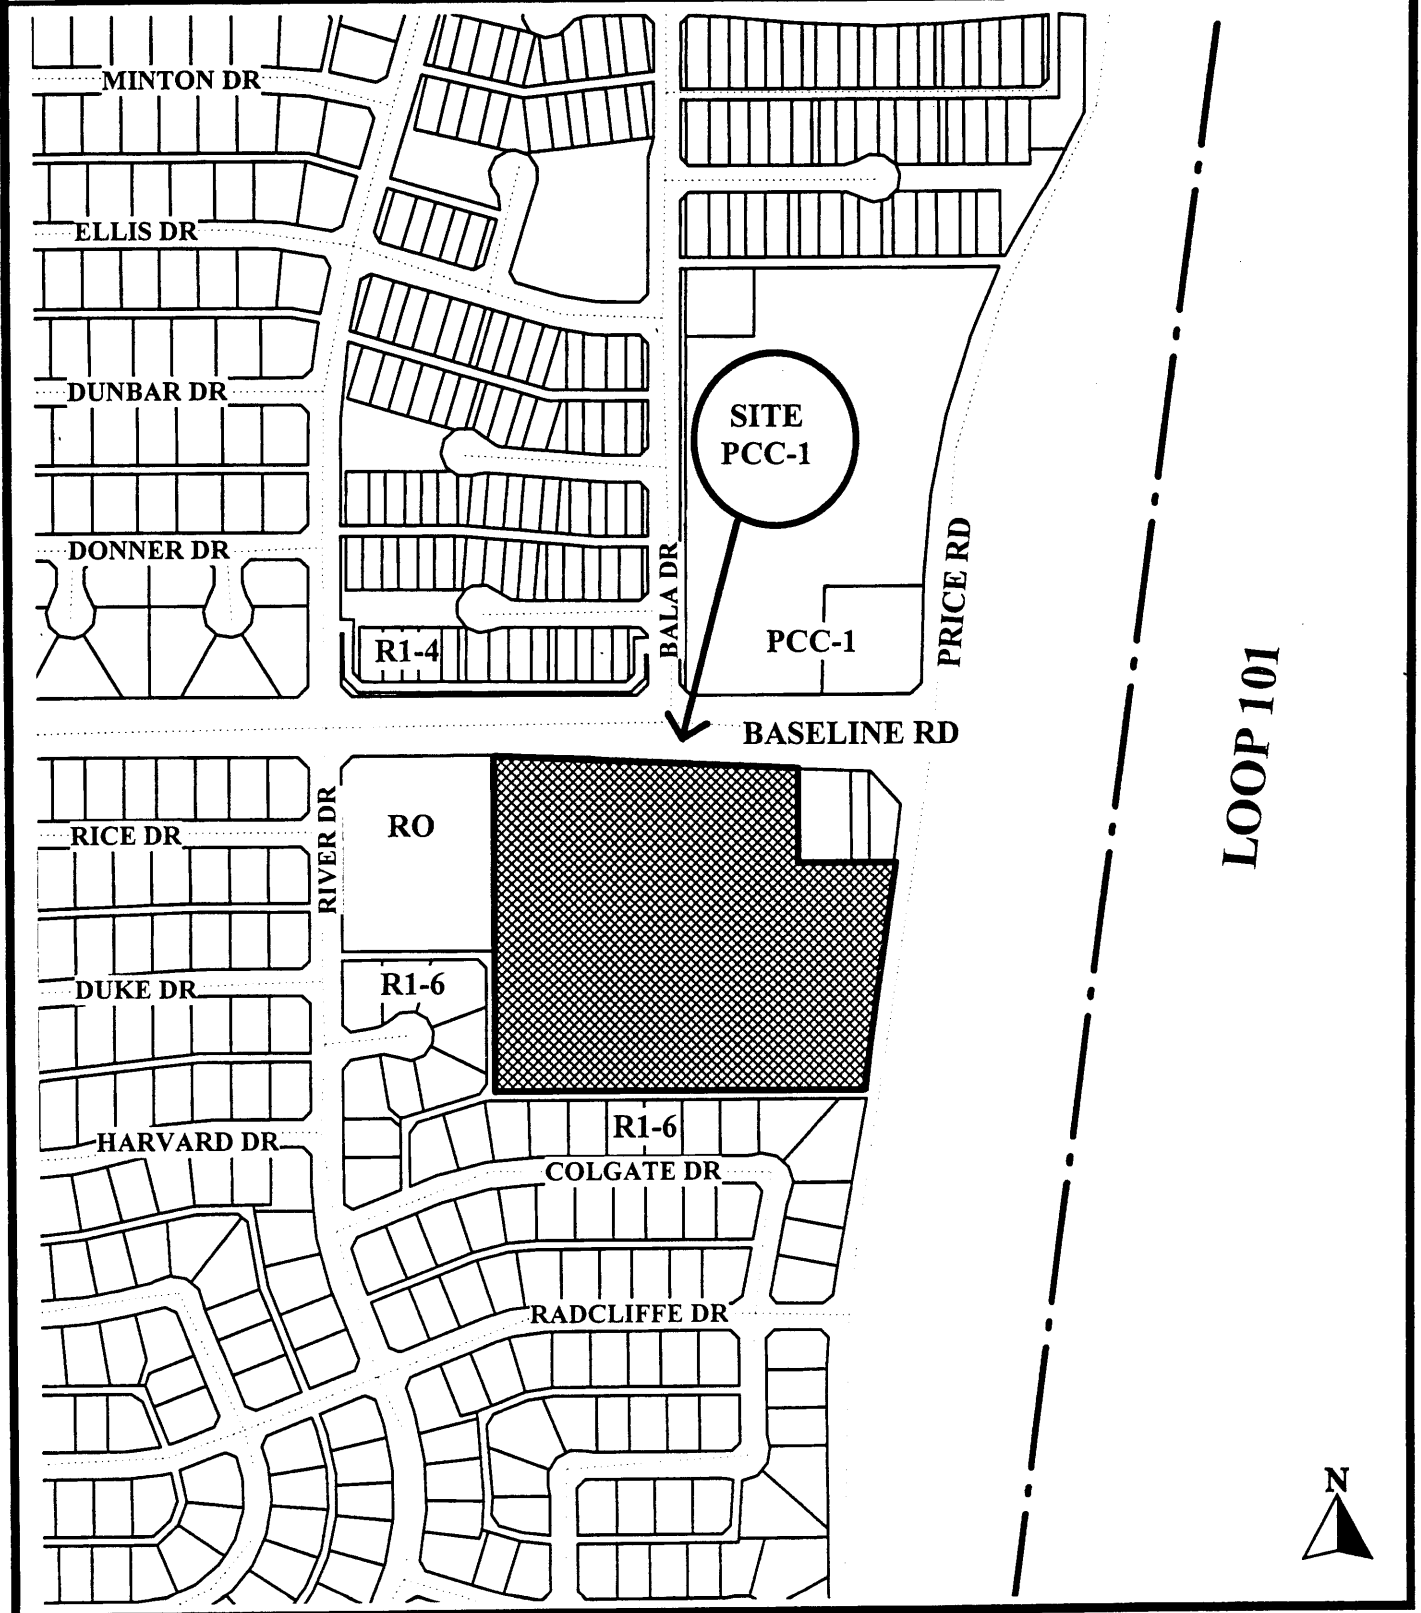 MINTON DR
ELLIS DR
DUNBAR DR
SITE
PCC-1
DONNER DR
BALA DR
PRICE RD
R1-4
PCC-1
BASELINE RD
LOOP 101
RICE DR
RIVER DR
RO
DUKE DR
R1-6
HARVARD DR
R1-6
COLGATE DR
RADCLIFFE DR
N